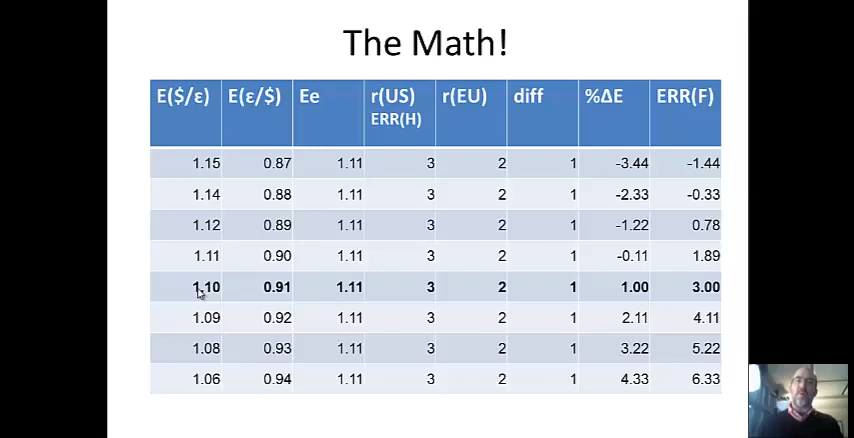 The Math!
E($/ε) E(ε/$) Ee r(US) r(EU) diff %ΔE ERR(F)
ERR(H)
1.15 0.87 1.11 3 2 1 -3.44 -1.44
1.14 0.88 1.11 3 2 1 -2.33 -0.33
1.12 0.89 1.11 3 2 1 -1.22 0.78
1.11 0.90 1.11 3 2 1 -0.11 1.89
1.10 0.91 1.11 3 2 1 1.00 3.00
1.09 0.92 1.11 3 2 1 2.11 4.11
1.08 0.93 1.11 3 2 1 3.22 5.22
1.06 0.94 1.11 3 2 1 4.33 6.33